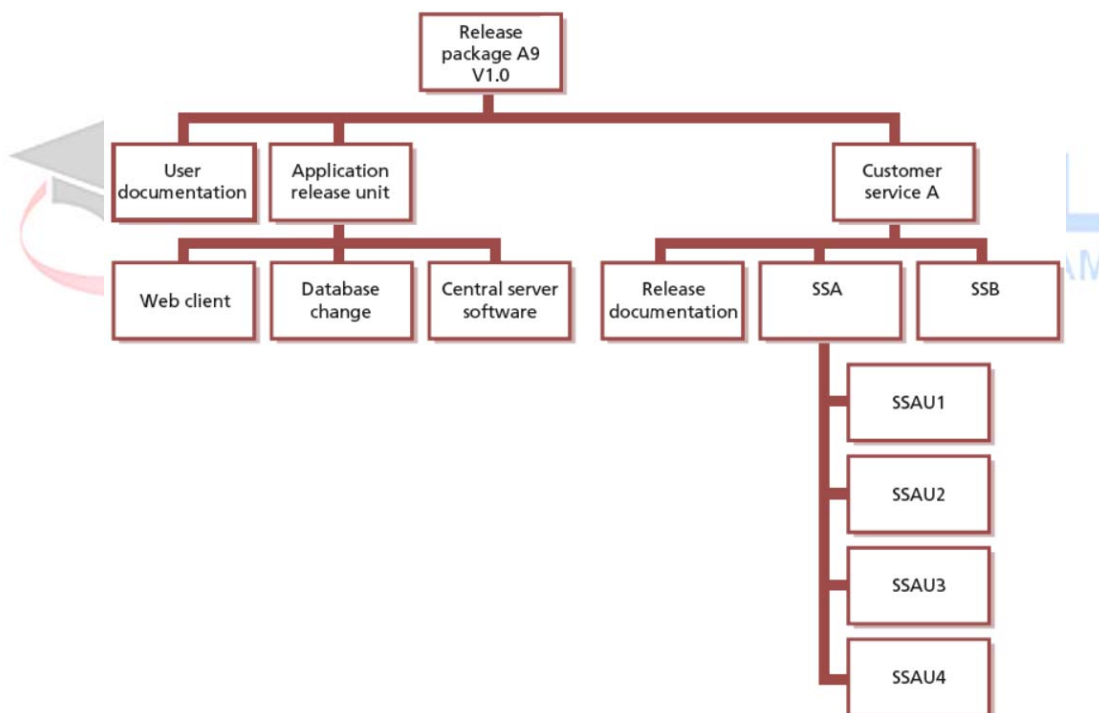 Release
package A9
V1.0
User
documentation
Application
release unit
Customer
service A
Web client
Database
change
Central server
software
Release
documentation
SSA
SSB
SSAU1
SSAU2
SSAU3
SSAU4